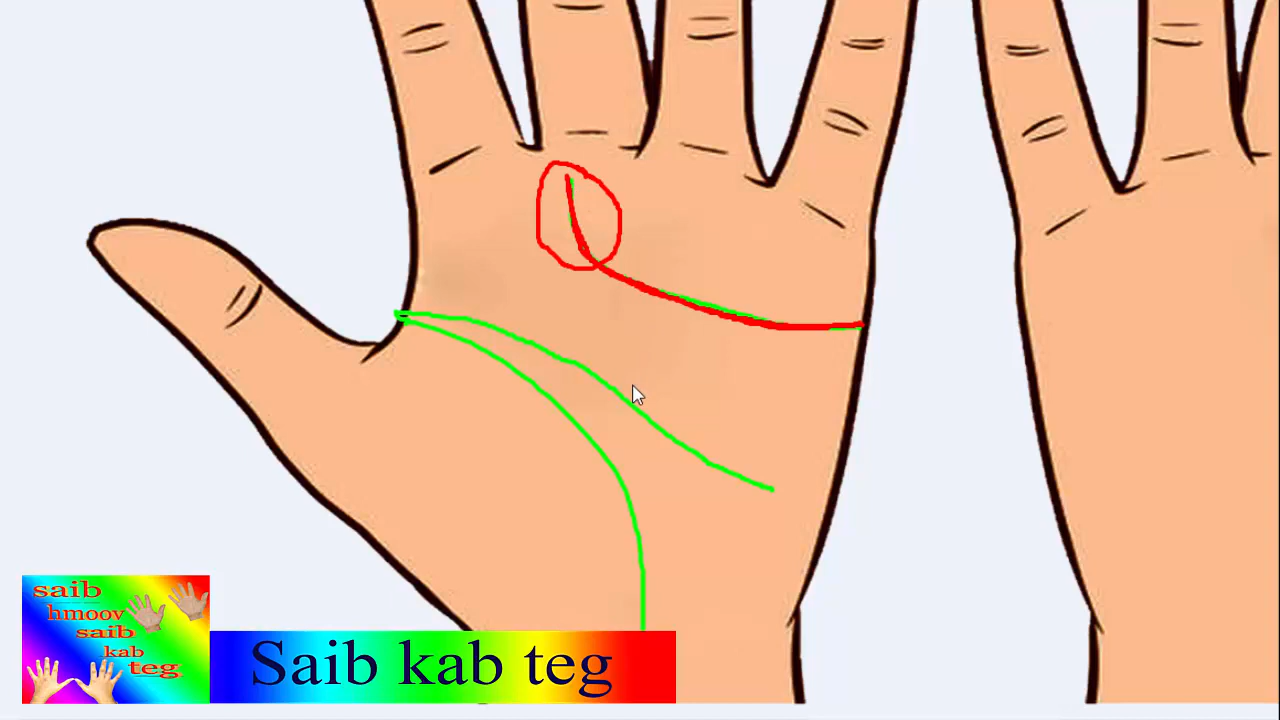 saib
hmoov
saib
kab
teg
Saib kab teg